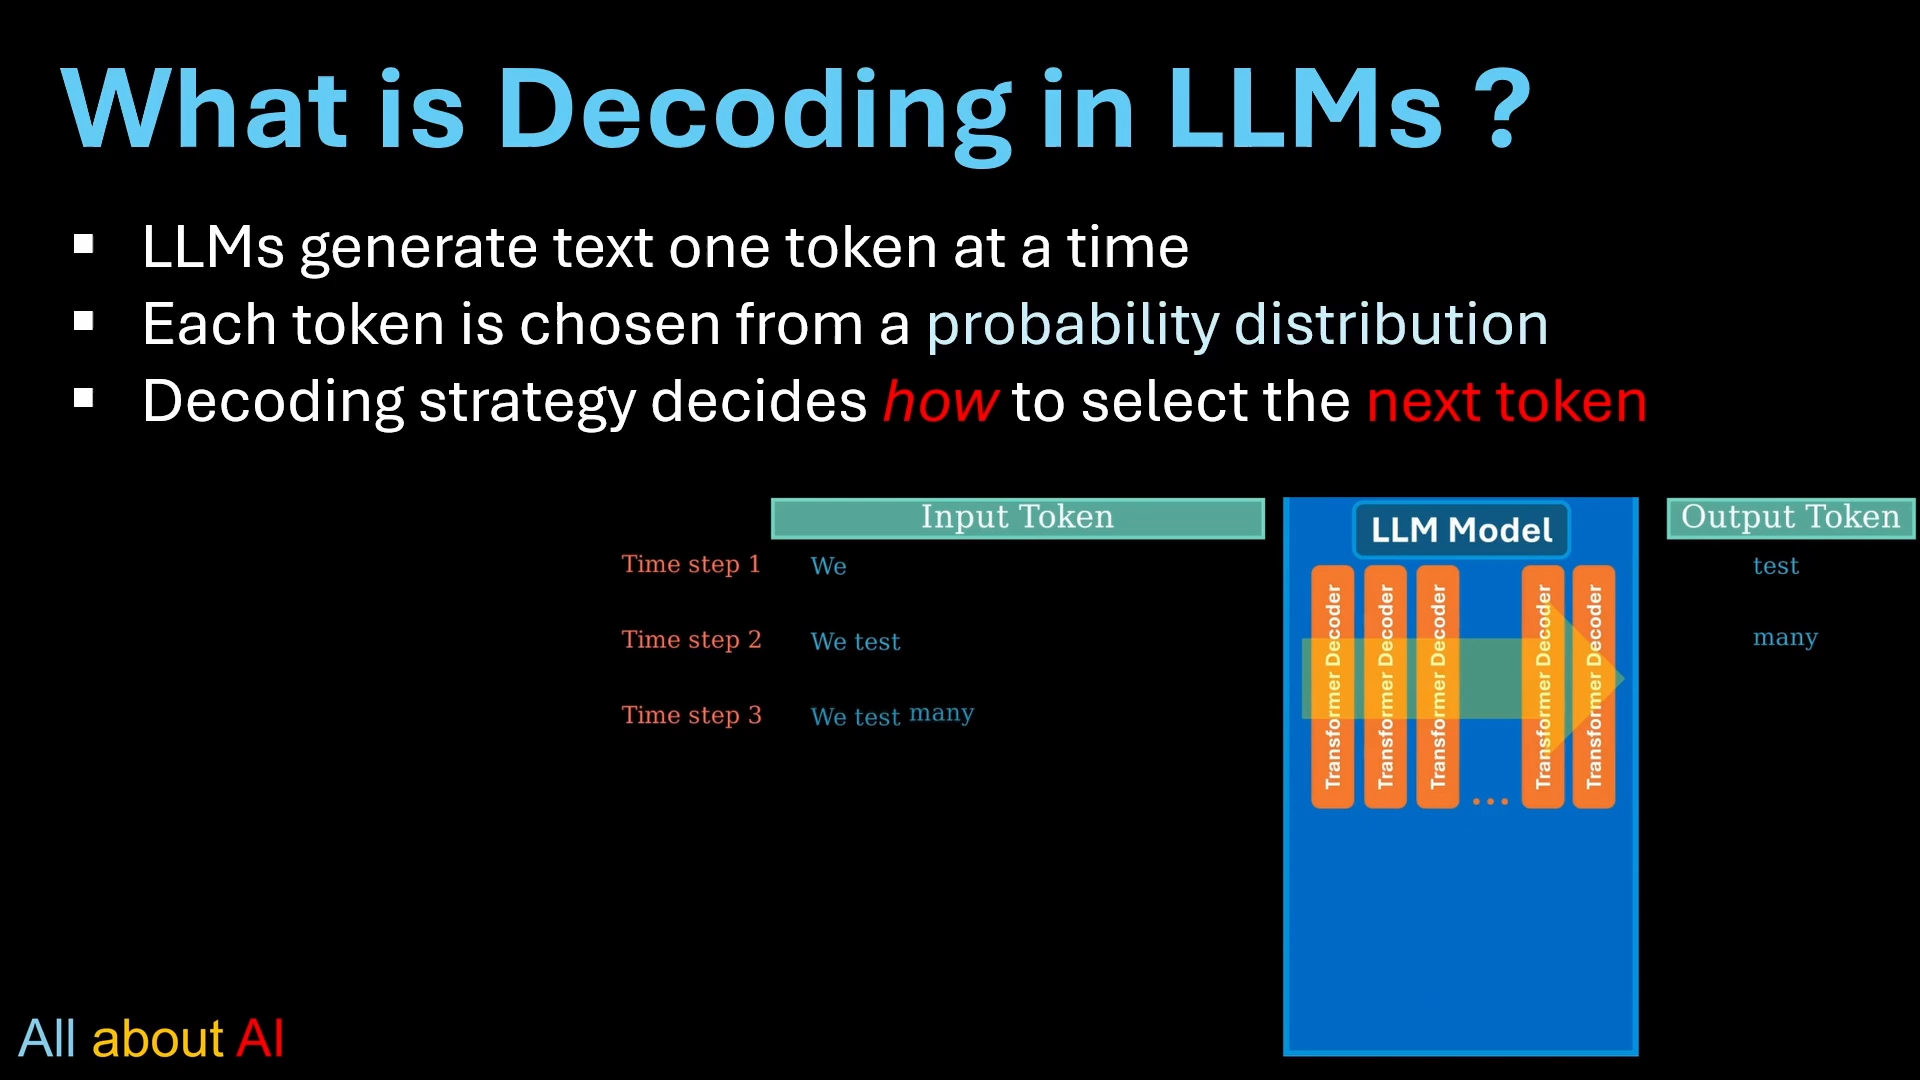 What is Decoding in LLMs ?
▪ LLMs generate text one token at a time
▪ Each token is chosen from a probability distribution
▪ Decoding strategy decides how to select the next token
Input Token
LLM Model
Output Token
Time step 1 We
test
Time step 2 We test
many
Time step 3 We test many
Transformer Decoder
Transformer Decoder
Transformer Decoder
...
Transformer Decoder
Transformer Decoder
All about AI